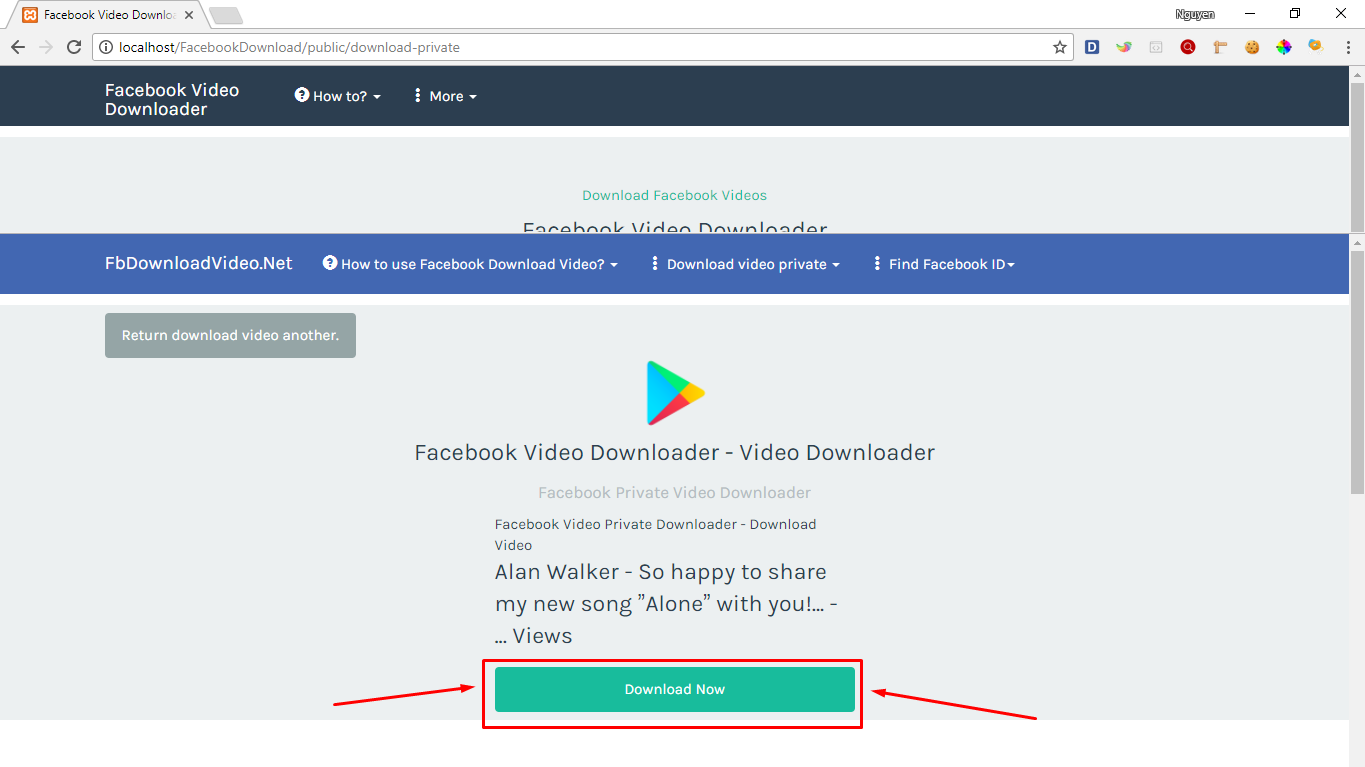 Facebook Video Downlo
Nguyen
localhost/FacebookDownload/public/download-private
D
Facebook Video
Downloader
How to?
More
Download Facebook Videos
Facebook Video Downloader
FbDownloadVideo.Net
How to use Facebook Download Video?
Download video private
Find Facebook ID
Return download video another.
Facebook Video Downloader - Video Downloader
Facebook Private Video Downloader
Facebook Video Private Downloader - Download
Video
Alan Walker - So happy to share
my new song ”Alone” with you!... -
... Views
Download Now